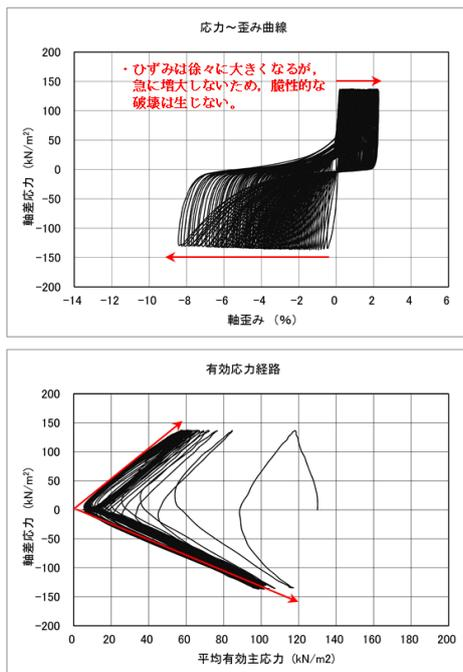 応力～歪み曲線
・ひずみは徐々に大きくなるが，
急に増大しないため，脆性的な
破壊は生じない。
200
150
100
50
0
-50
-100
-150
-200
軸差応力 (kN/m²)
-14 -12 -10 -8 -6 -4 -2 0 2 4 6
軸歪み （%）
有効応力経路
200
150
100
50
0
-50
-100
-150
-200
軸差応力 (kN/m²)
0 20 40 60 80 100 120 140 160 180 200
平均有効主応力 (kN/m2)